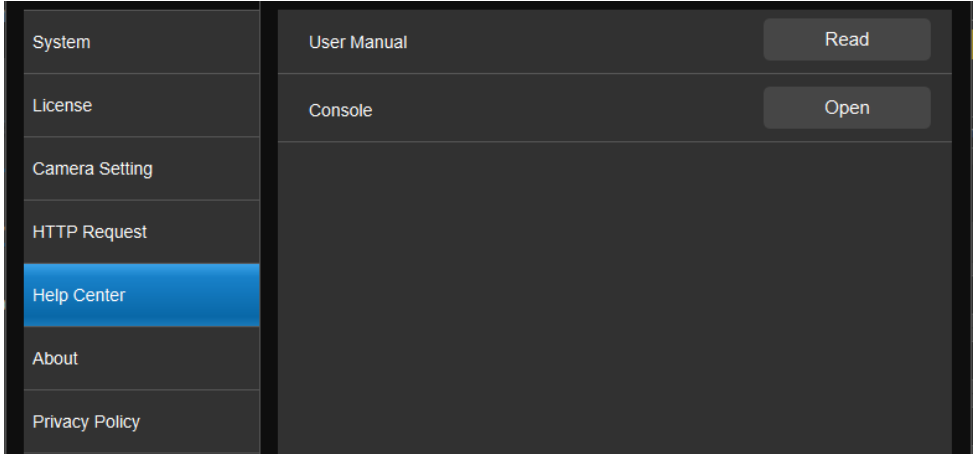 System
License
Camera Setting
HTTP Request
Help Center
About
Privacy Policy
User Manual
Read
Console
Open